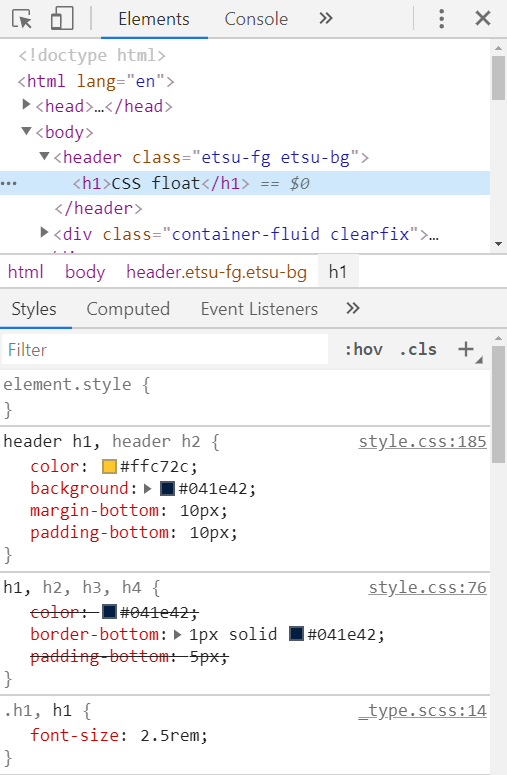 Elements Console »
<!doctype html>
<html lang="en">
<head>…</head>
<body>
<header class="etsu-fg etsu-bg">
<h1>CSS float</h1> == $0
</header>
<div class="container-fluid clearfix">…
html body header.etsu-fg.etsu-bg h1
Styles Computed Event Listeners »
Filter :hov .cls +
element.style {
}
header h1, header h2 { style.css:185
color: #ffc72c;
background: #041e42;
margin-bottom: 10px;
padding-bottom: 10px;
}
h1, h2, h3, h4 { style.css:76
color: #041e42;
border-bottom: 1px solid #041e42;
padding-bottom: 5px;
}
.h1, h1 { _type.scss:14
font-size: 2.5rem;
}